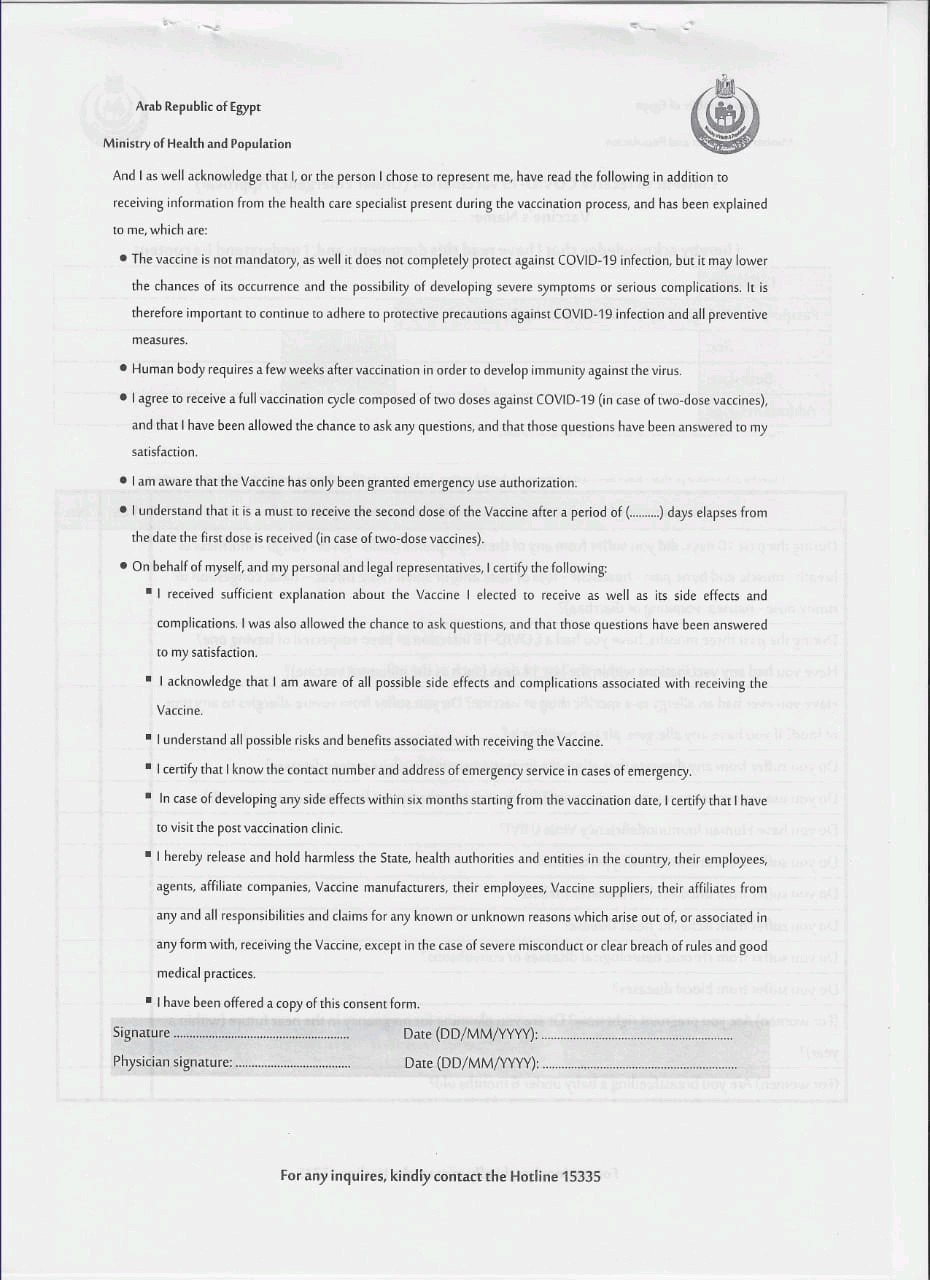 Arab Republic of Egypt
Ministry of Health and Population
And I as well acknowledge that I, or the person I chose to represent me, have read the following in addition to
receiving information from the health care specialist present during the vaccination process, and has been explained
to me, which are:
● The vaccine is not mandatory, as well it does not completely protect against COVID-19 infection, but it may lower
the chances of its occurrence and the possibility of developing severe symptoms or serious complications. It is
therefore important to continue to adhere to protective precautions against COVID-19 infection and all preventive
measures.
● Human body requires a few weeks after vaccination in order to develop immunity against the virus.
● I agree to receive a full vaccination cycle composed of two doses against COVID-19 (in case of two-dose vaccines),
and that I have been allowed the chance to ask any questions, and that those questions have been answered to my
satisfaction.
● I am aware that the Vaccine has only been granted emergency use authorization.
● I understand that it is a must to receive the second dose of the Vaccine after a period of (..........) days elapses from
the date the first dose is received (in case of two-dose vaccines).
● On behalf of myself, and my personal and legal representatives, I certify the following:
■ I received sufficient explanation about the Vaccine I elected to receive as well as its side effects and
complications. I was also allowed the chance to ask questions, and that those questions have been answered
to my satisfaction.
■ I acknowledge that I am aware of all possible side effects and complications associated with receiving the
Vaccine.
■ I understand all possible risks and benefits associated with receiving the Vaccine.
■ I certify that I know the contact number and address of emergency service in cases of emergency.
■ In case of developing any side effects within six months starting from the vaccination date, I certify that I have
to visit the post vaccination clinic.
■ I hereby release and hold harmless the State, health authorities and entities in the country, their employees,
agents, affiliate companies, Vaccine manufacturers, their employees, Vaccine suppliers, their affiliates from
any and all responsibilities and claims for any known or unknown reasons which arise out of, or associated in
any form with, receiving the Vaccine, except in the case of severe misconduct or clear breach of rules and good
medical practices.
■ I have been offered a copy of this consent form.
Signature ...................................................... Date (DD/MM/YYYY): ...........................................................
Physician signature: ................................... Date (DD/MM/YYYY): ...........................................................
For any inquires, kindly contact the Hotline 15335